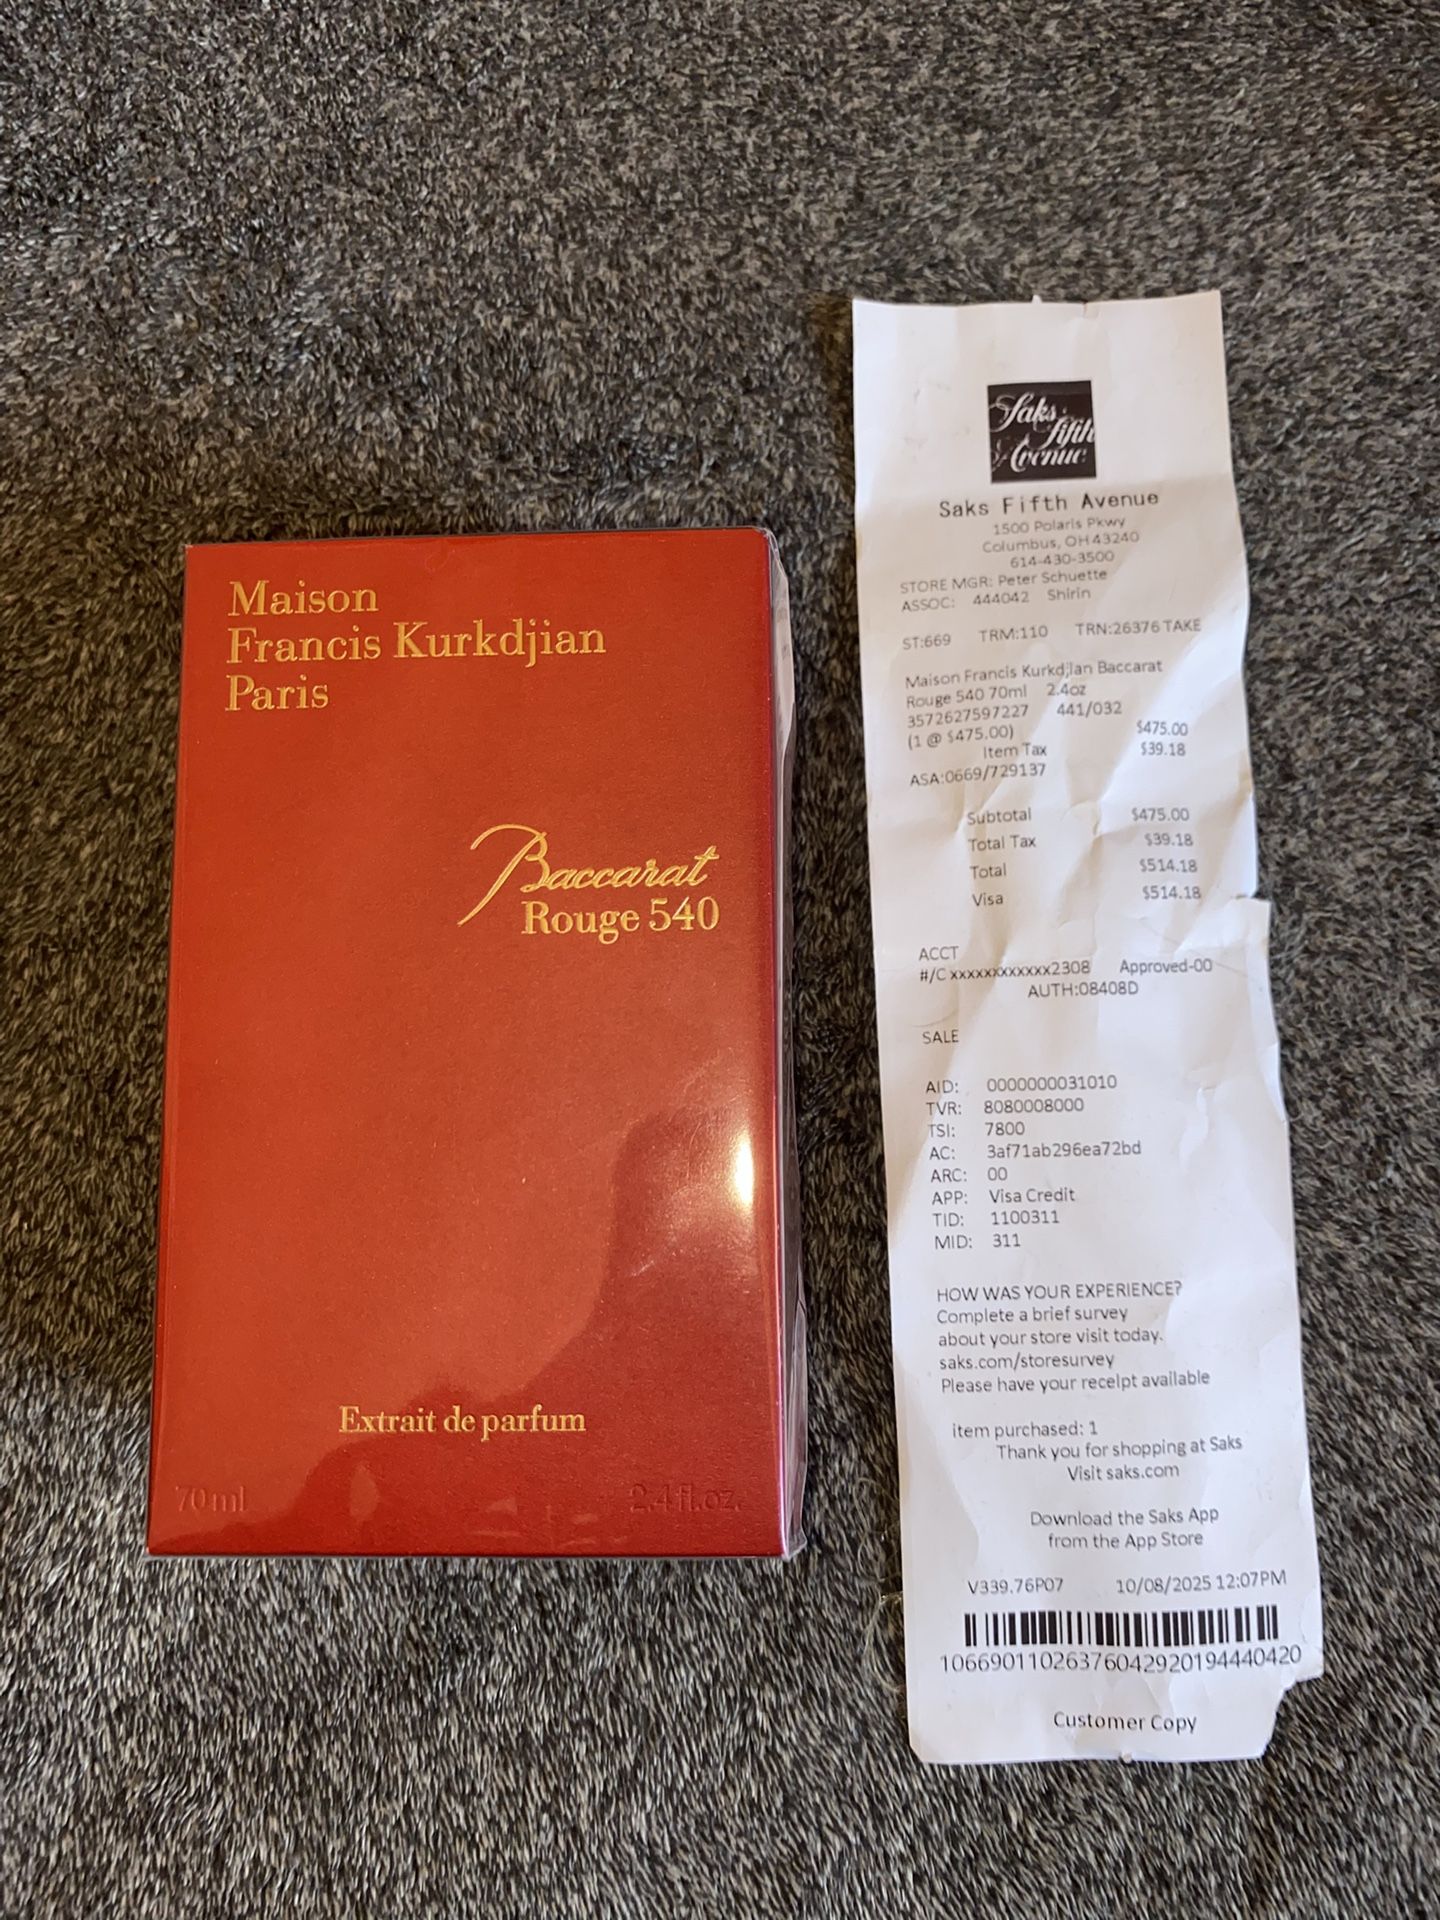 Maison
Francis Kurkdjian
Paris
Baccarat
Rouge 540
Extrait de parfum
70 ml
2.4 fl.oz.
Saks
Fifth
Avenue
Saks Fifth Avenue
1500 Polaris Pkwy
Columbus, OH 43240
614-430-3500
STORE MGR: Peter Schuette
ASSOC: 444042 Shirin
ST:669 TRM:110 TRN:26376 TAKE
Maison Francis Kurkdjian Baccarat
Rouge 540 70ml 2.4oz
3572627597227 441/032
(1 @ $475.00) $475.00
Item Tax $39.18
ASA:0669/729137
Subtotal $475.00
Total Tax $39.18
Total $514.18
Visa $514.18
ACCT
#/C xxxxxxxxxxxx2308 Approved-00
AUTH:08408D
SALE
AID: 0000000031010
TVR: 8080008000
TSI: 7800
AC: 3af71ab296ea72bd
ARC: 00
APP: Visa Credit
TID: 1100311
MID: 311
HOW WAS YOUR EXPERIENCE?
Complete a brief survey
about your store visit today.
saks.com/storesurvey
Please have your receipt available
item purchased: 1
Thank you for shopping at Saks
Visit saks.com
Download the Saks App
from the App Store
V339.76P07 10/08/2025 12:07PM
10669011026376042920194440420
Customer Copy